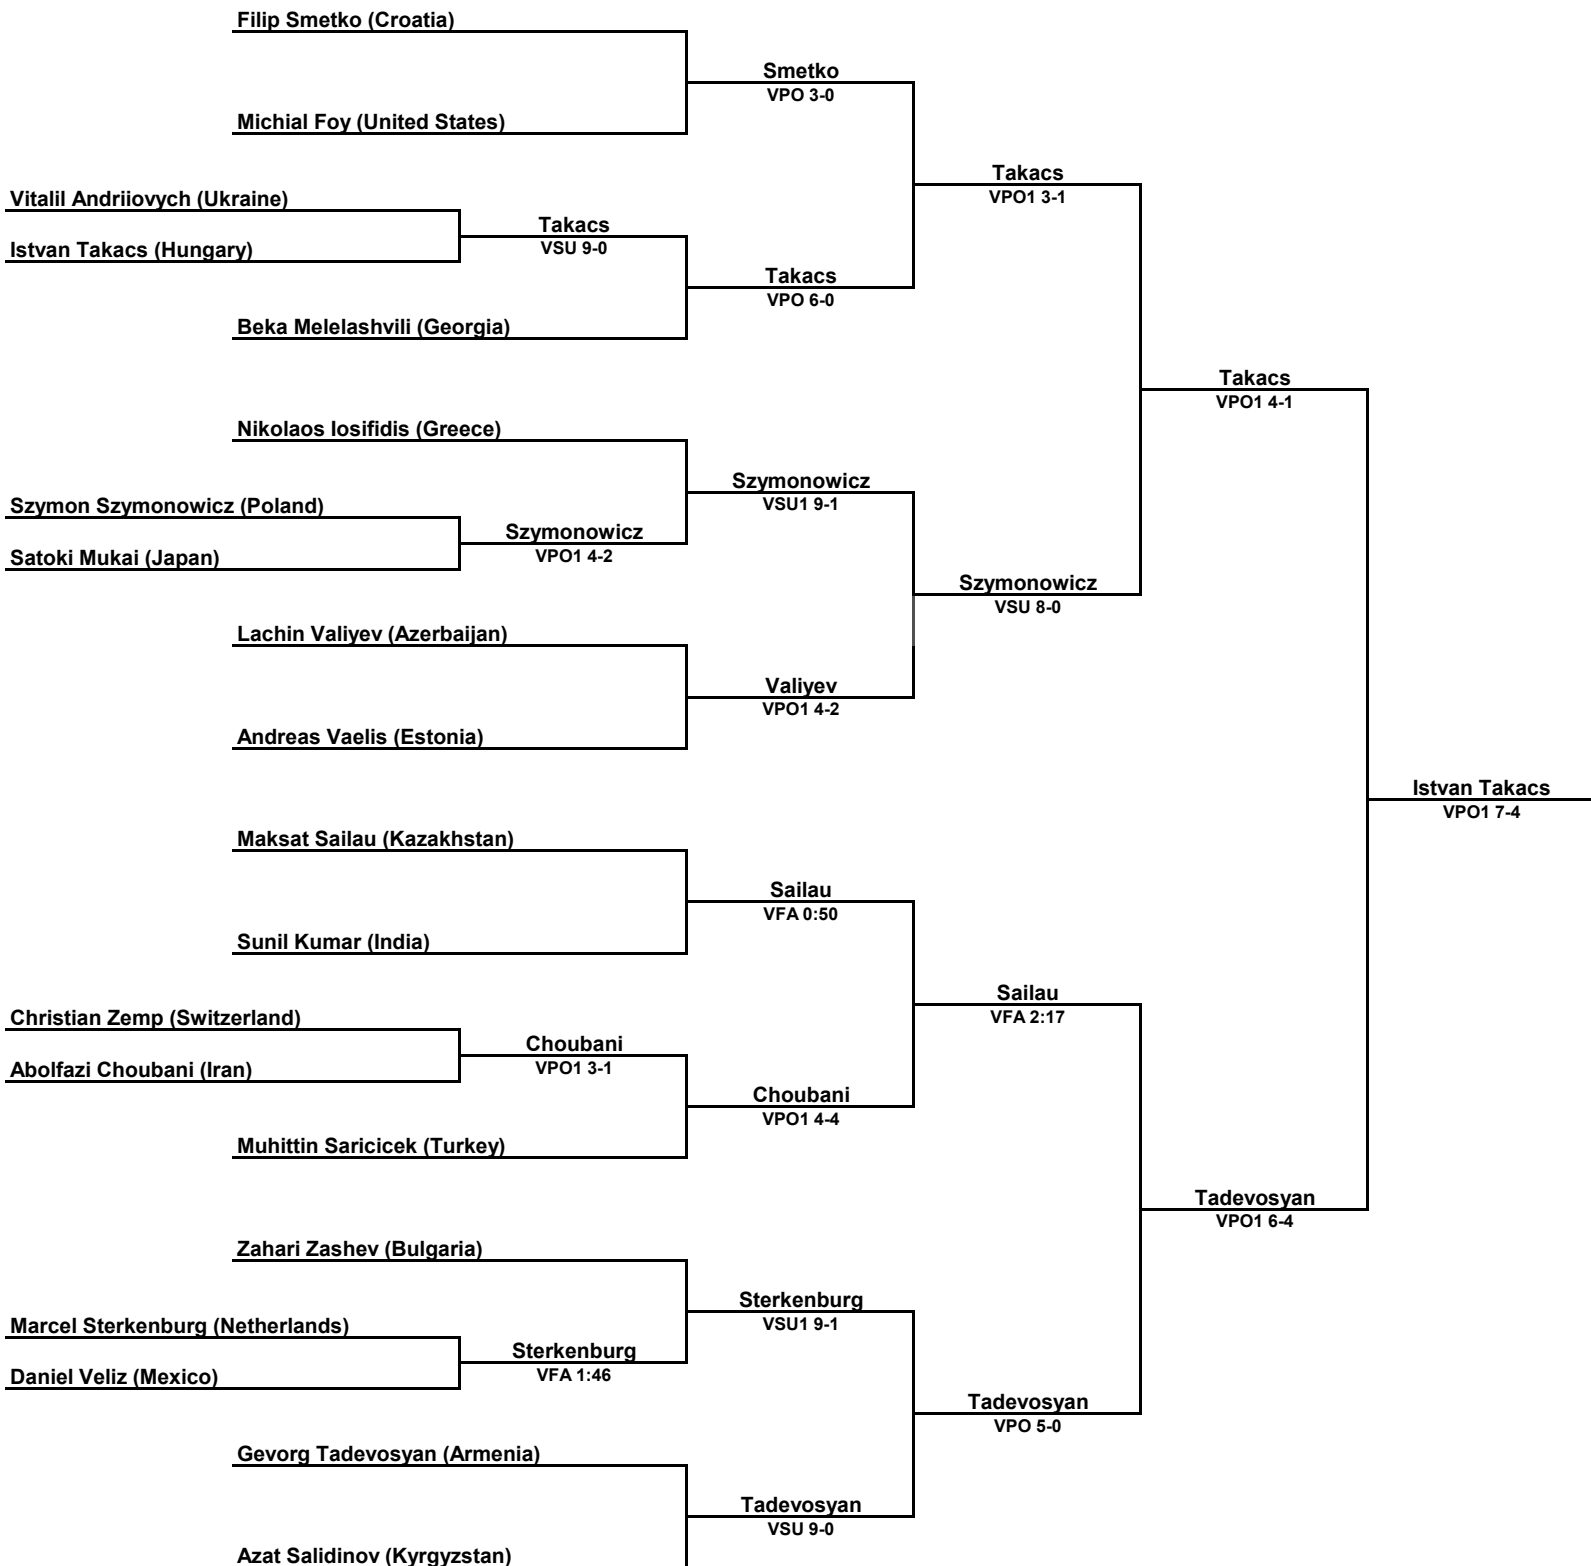 Filip Smetko (Croatia)
Smetko
VPO 3-0
Michial Foy (United States)
Takacs
VPO1 3-1
Vitalil Andriiovych (Ukraine)
Takacs
VSU 9-0
Istvan Takacs (Hungary)
Takacs
VPO 6-0
Beka Melelashvili (Georgia)
Takacs
VPO1 4-1
Nikolaos Iosifidis (Greece)
Szymonowicz
VSU1 9-1
Szymon Szymonowicz (Poland)
Szymonowicz
VPO1 4-2
Satoki Mukai (Japan)
Szymonowicz
VSU 8-0
Lachin Valiyev (Azerbaijan)
Valiyev
VPO1 4-2
Andreas Vaelis (Estonia)
Istvan Takacs
VPO1 7-4
Maksat Sailau (Kazakhstan)
Sailau
VFA 0:50
Sunil Kumar (India)
Sailau
VFA 2:17
Christian Zemp (Switzerland)
Choubani
VPO1 3-1
Abolfazi Choubani (Iran)
Choubani
VPO1 4-4
Muhittin Saricicek (Turkey)
Tadevosyan
VPO1 6-4
Zahari Zashev (Bulgaria)
Sterkenburg
VSU1 9-1
Marcel Sterkenburg (Netherlands)
Sterkenburg
VFA 1:46
Daniel Veliz (Mexico)
Tadevosyan
VPO 5-0
Gevorg Tadevosyan (Armenia)
Tadevosyan
VSU 9-0
Azat Salidinov (Kyrgyzstan)